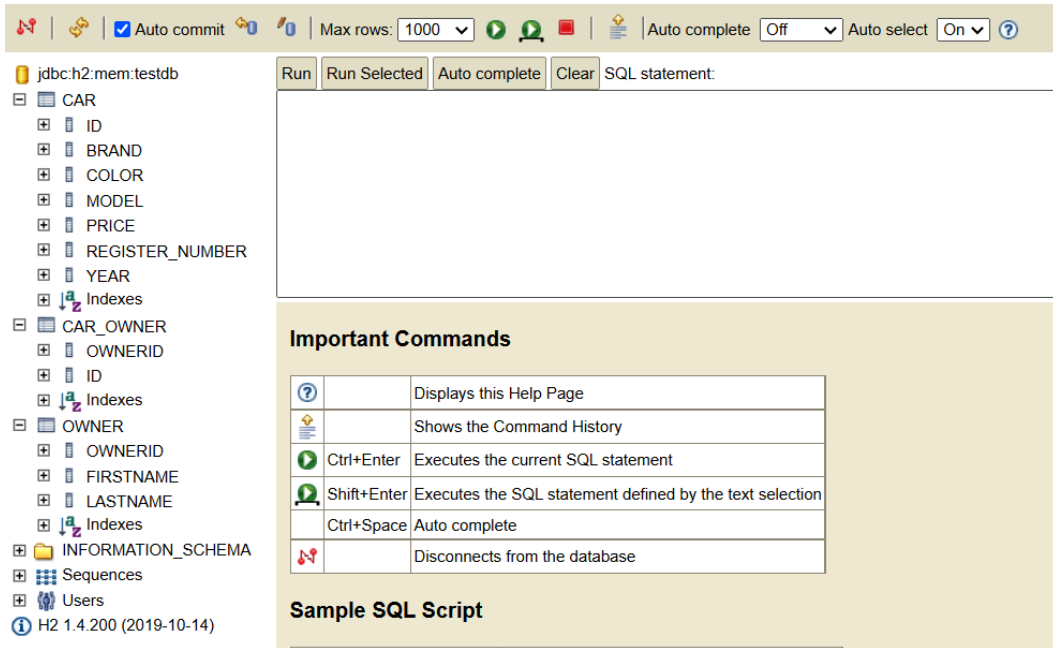 Auto commit Max rows: 1000 Auto complete Off Auto select On
jdbc:h2:mem:testdb
CAR
ID
BRAND
COLOR
MODEL
PRICE
REGISTER_NUMBER
YEAR
Indexes
CAR_OWNER
OWNERID
ID
Indexes
OWNER
OWNERID
FIRSTNAME
LASTNAME
Indexes
INFORMATION_SCHEMA
Sequences
Users
H2 1.4.200 (2019-10-14)
Run Run Selected Auto complete Clear SQL statement:
Important Commands
Displays this Help Page
Shows the Command History
Ctrl+Enter Executes the current SQL statement
Shift+Enter Executes the SQL statement defined by the text selection
Ctrl+Space Auto complete
Disconnects from the database
Sample SQL Script